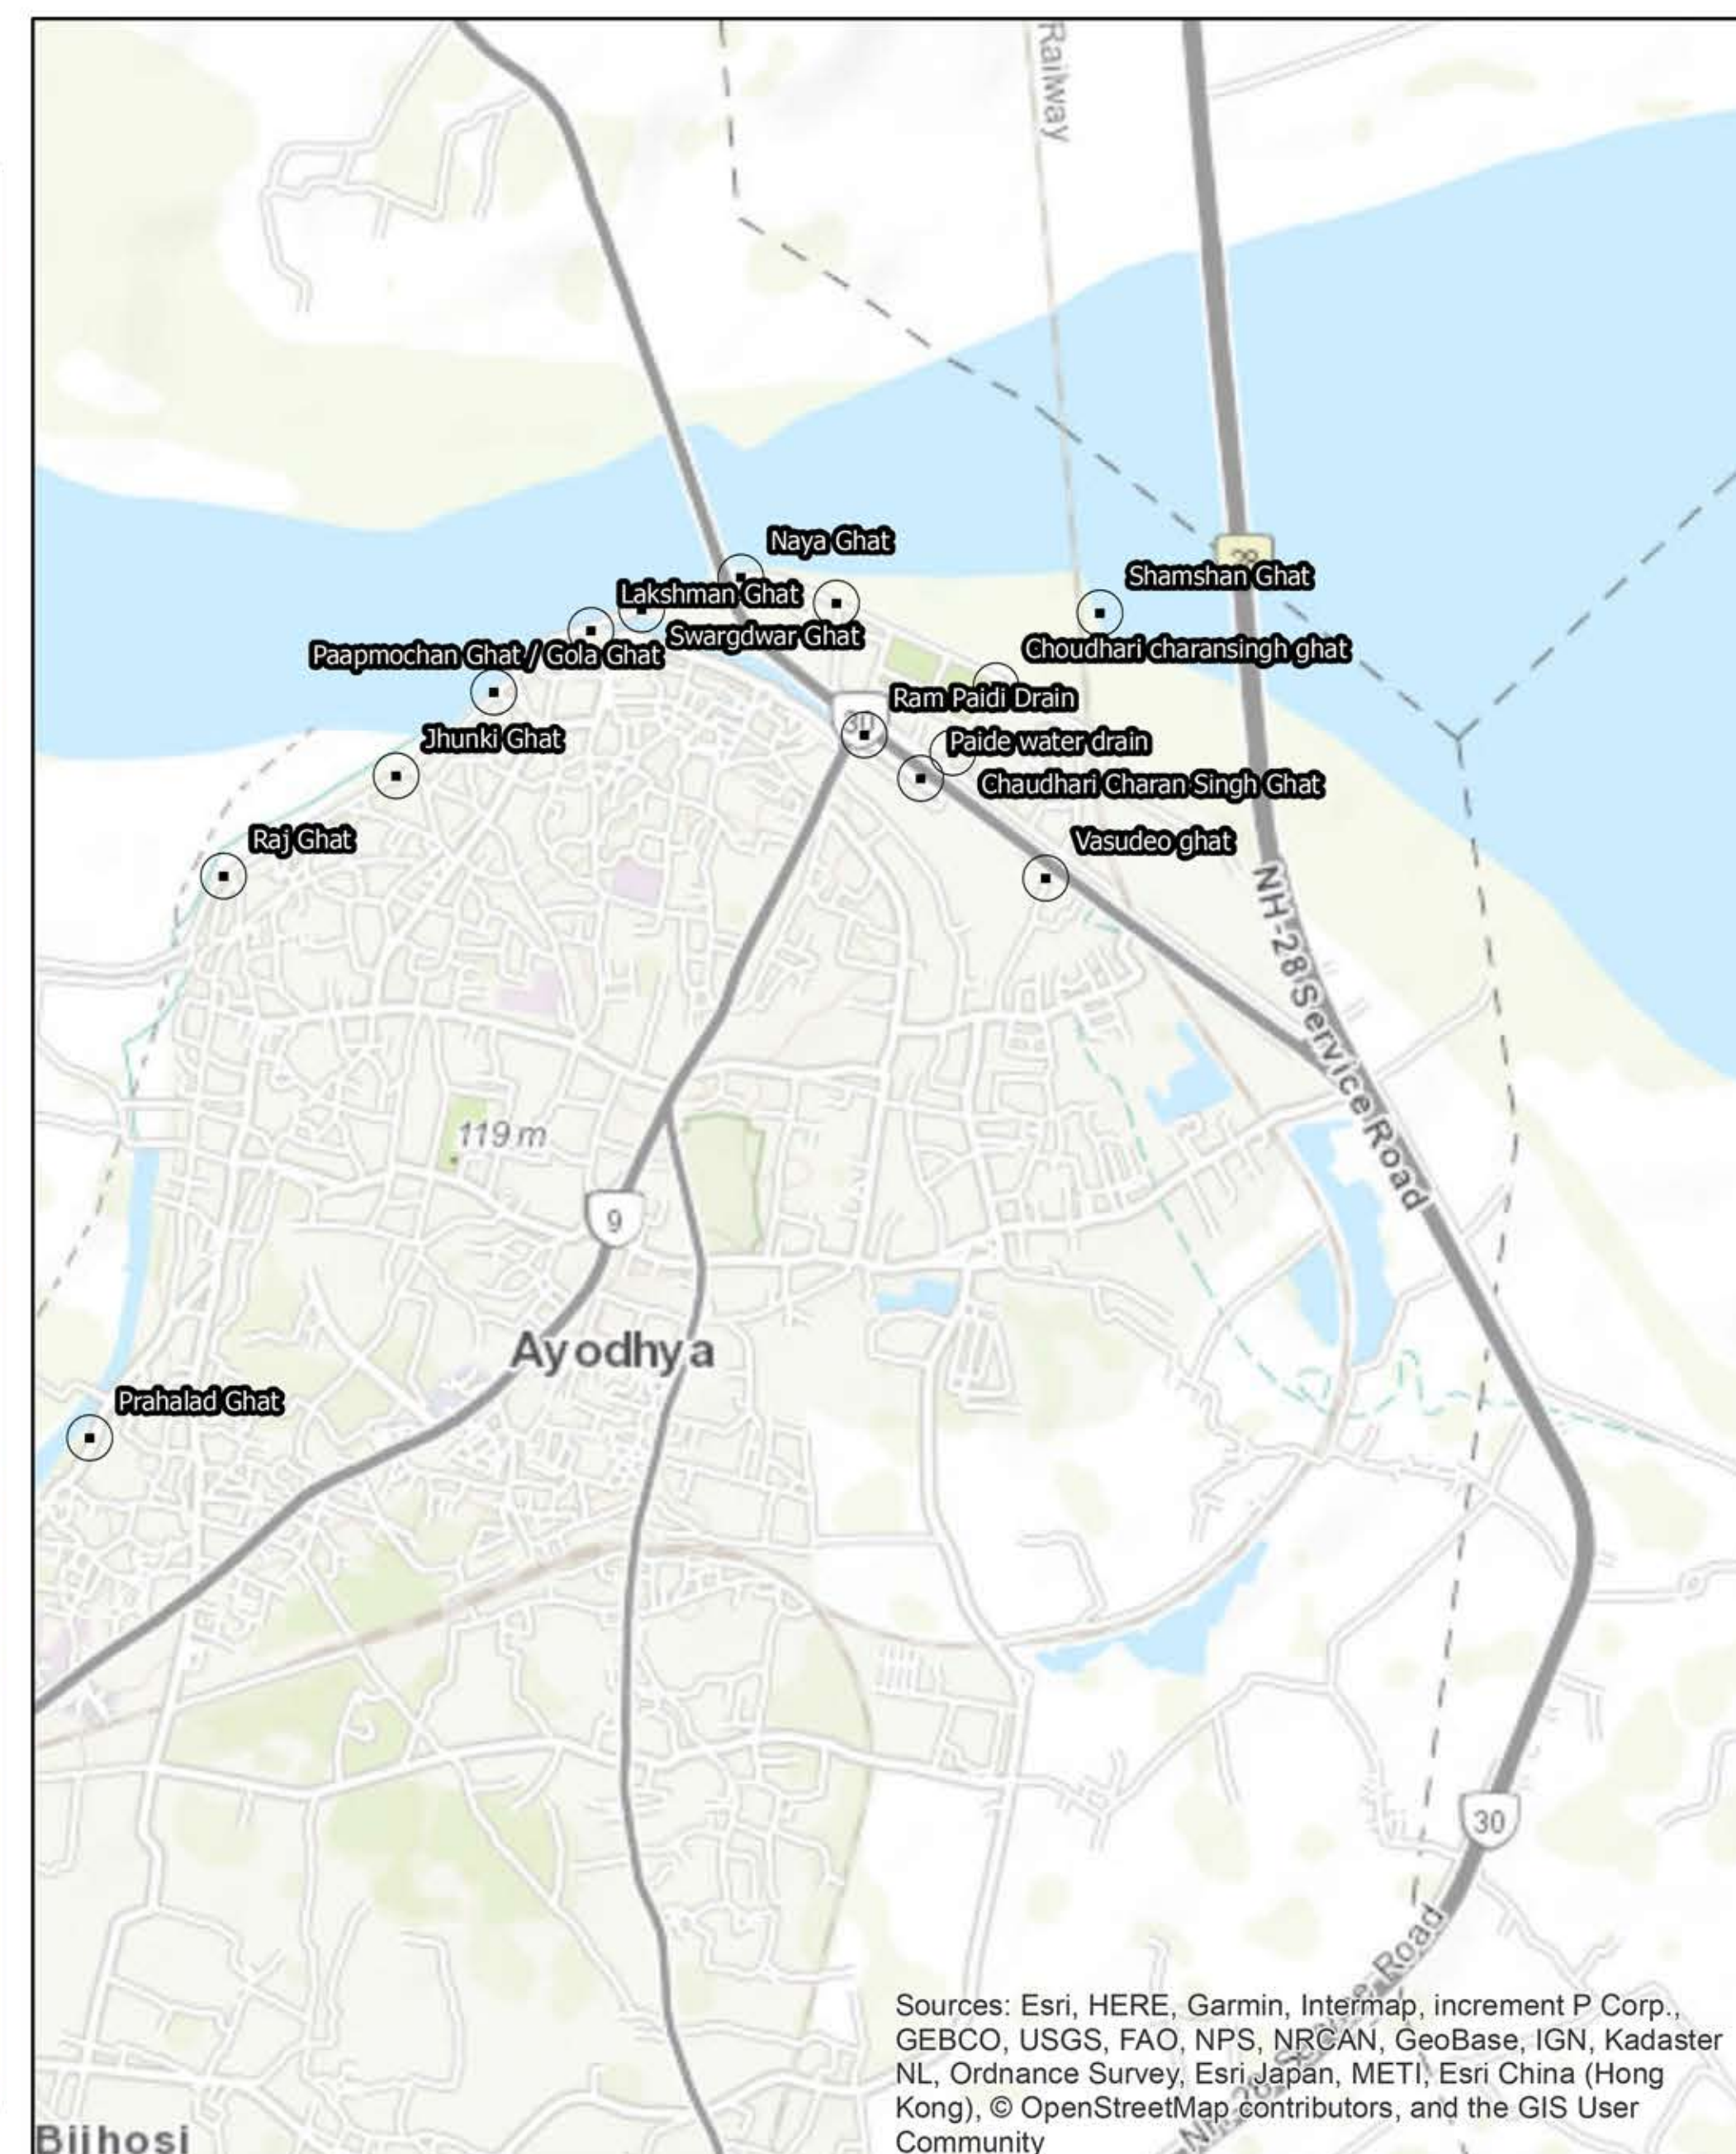 Railway
Naya Ghat
28
Shamshan Ghat
Lakshman Ghat
Swargdwar Ghat
Choudhari charansingh ghat
Paapmochan Ghat / Gola Ghat
Ram Paidi Drain
30
Jhunki Ghat
Paide water drain
Chaudhari Charan Singh Ghat
Raj Ghat
Vasudeo ghat
NH-28 Service Road
119 m
9
Ayodhya
Prahalad Ghat
30
Road
Sources: Esri, HERE, Garmin, Intermap, increment P Corp.,
GEBCO, USGS, FAO, NPS, NRCAN, GeoBase, IGN, Kadaster
NL, Ordnance Survey, Esri Japan, METI, Esri China (Hong
Kong), © OpenStreetMap contributors, and the GIS User
Community